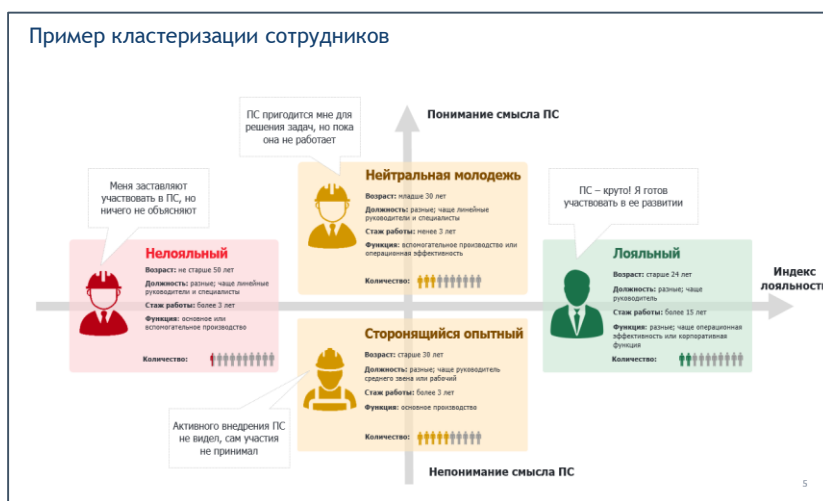 Пример кластеризации сотрудников
ПС пригодится мне для
решения задач, но пока
она не работает
Понимание смысла ПС
Меня заставляют
участвовать в ПС, но
ничего не объясняют
Нейтральная молодежь
Возраст: младше 30 лет
Должность: разные; чаще линейные
руководители и специалисты
Стаж работы: менее 3 лет
Функция: вспомогательное производство или
операционная эффективность
Количество:
ПС – круто! Я готов
участвовать в ее развитии
Нелояльный
Возраст: не старше 50 лет
Должность: разные; чаще линейные
руководители и специалисты
Стаж работы: более 3 лет
Функция: основное или
вспомогательное производство
Количество:
Лояльный
Возраст: старше 24 лет
Должность: разные; чаще
руководитель
Стаж работы: более 15 лет
Функция: разные; чаще операционная
эффективность или корпоративная
функция
Количество:
Индекс
лояльности
Сторонящийся опытный
Возраст: старше 30 лет
Должность: разные; чаще руководитель
среднего звена или рабочий
Стаж работы: более 3 лет
Функция: основное производство
Количество:
Активного внедрения ПС
не видел, сам участия
не принимал
Непонимание смысла ПС
5